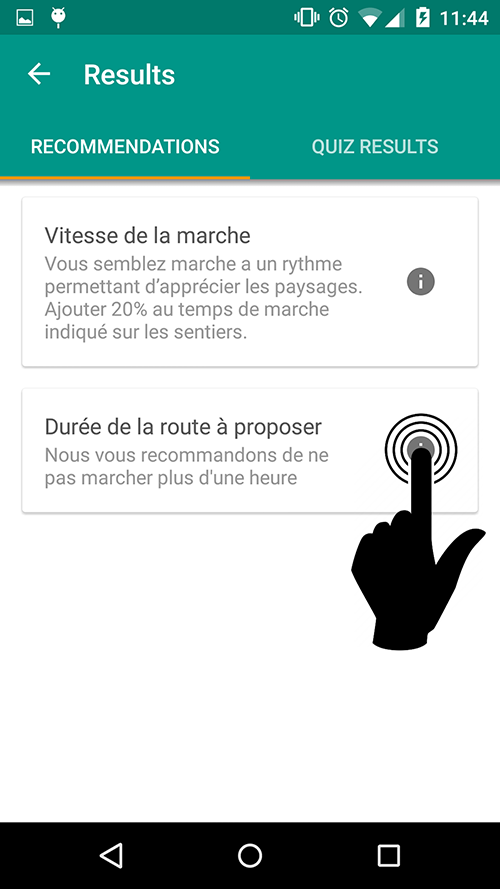 11:44
Results
RECOMMENDATIONS
QUIZ RESULTS
Vitesse de la marche
Vous semblez marche a un rythme
permettant d’apprécier les paysages.
Ajouter 20% au temps de marche
indiqué sur les sentiers.
Durée de la route à proposer
Nous vous recommandons de ne
pas marcher plus d'une heure